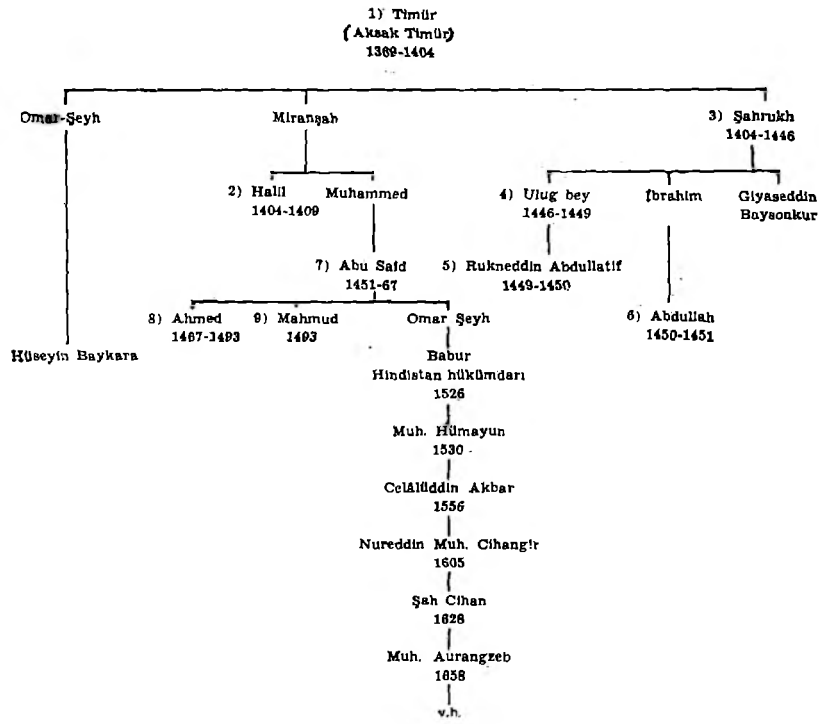 1) Timür
(Aksak Timür)
1369-1404
Omar-Şeyh
Miranşah
3) Şahrukh
1404-1446
2) Halil
1404-1409
Muhammed
4) Ulug bey
1446-1449
İbrahim
Giyaseddin
Baysonkur
7) Abu Said
1451-67
5) Rukneddin Abdullatif
1449-1450
8) Ahmed
1467-1493
9) Mahmud
1493
Omar Şeyh
6) Abdullah
1450-1451
Hüseyin Baykara
Babur
Hindistan hükümdarı
1526
Muh. Hümayun
1530
Celâlüddin Akbar
1556
Nureddin Muh. Cihangir
1605
Şah Cihan
1628
Muh. Aurangzeb
1658
v.h.